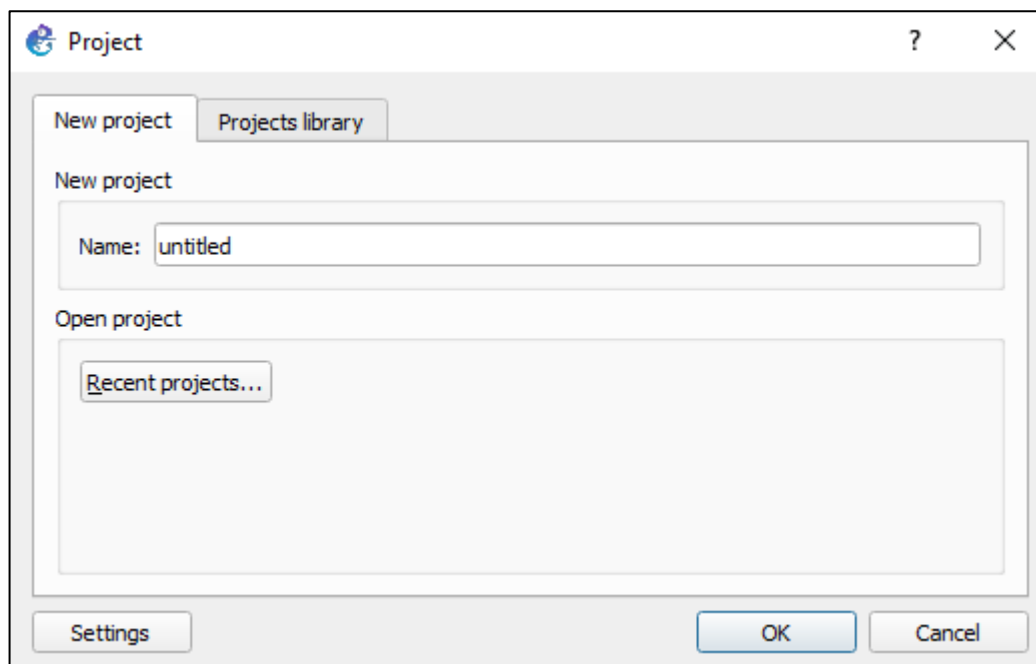 Project ?
New project Projects library
New project
Name: untitled
Open project
Recent projects...
Settings OK Cancel